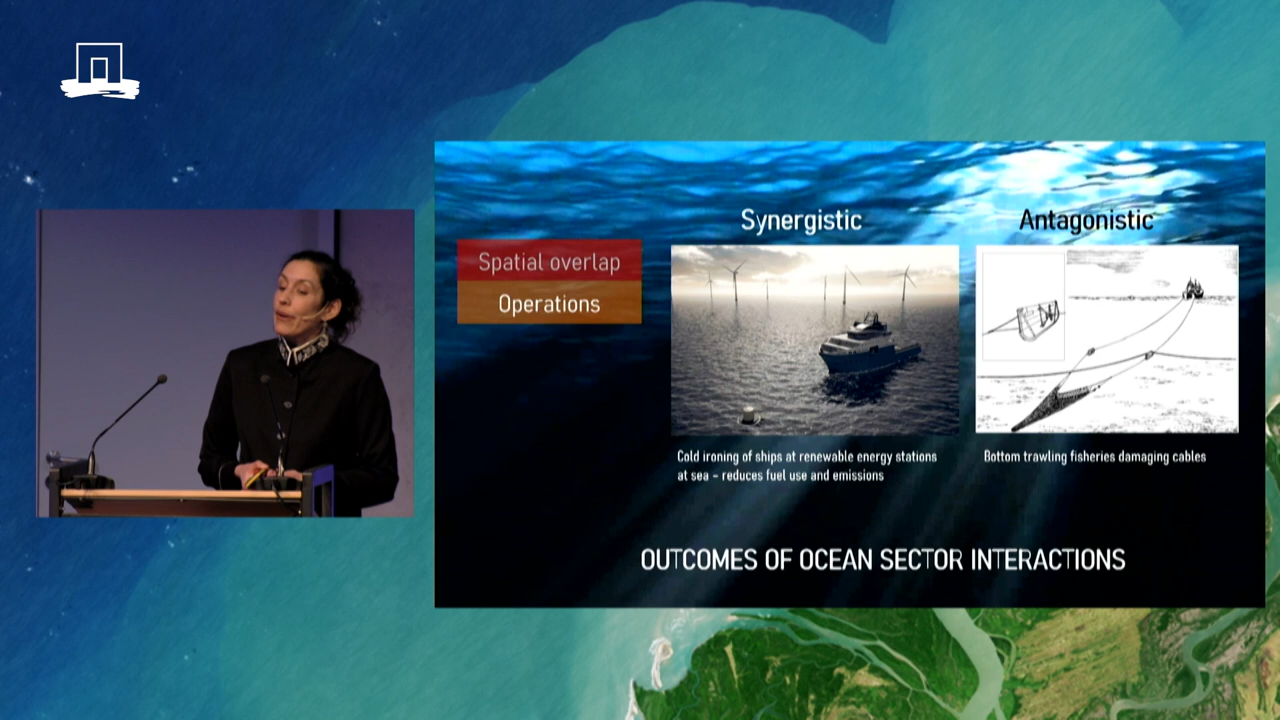 Synergistic
Antagonistic
Spatial overlap
Operations
Cold ironing of ships at renewable energy stations
at sea – reduces fuel use and emissions
Bottom trawling fisheries damaging cables
OUTCOMES OF OCEAN SECTOR INTERACTIONS